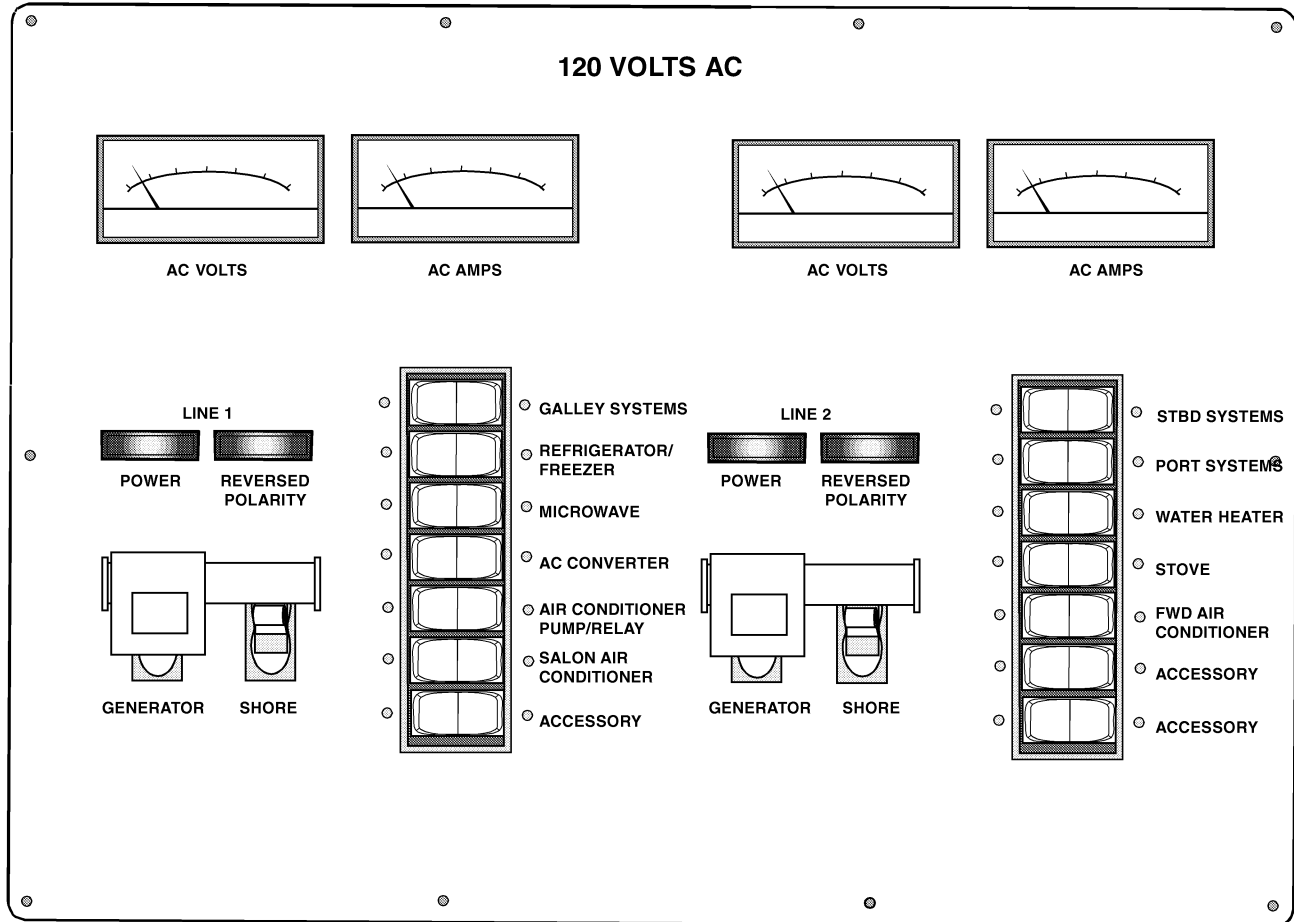 120 VOLTS AC
AC VOLTS
AC AMPS
AC VOLTS
AC AMPS
LINE 1
POWER
REVERSED
POLARITY
GENERATOR
SHORE
GALLEY SYSTEMS
REFRIGERATOR/
FREEZER
MICROWAVE
AC CONVERTER
AIR CONDITIONER
PUMP/RELAY
SALON AIR
CONDITIONER
ACCESSORY
LINE 2
POWER
REVERSED
POLARITY
GENERATOR
SHORE
STBD SYSTEMS
PORT SYSTEMS
WATER HEATER
STOVE
FWD AIR
CONDITIONER
ACCESSORY
ACCESSORY